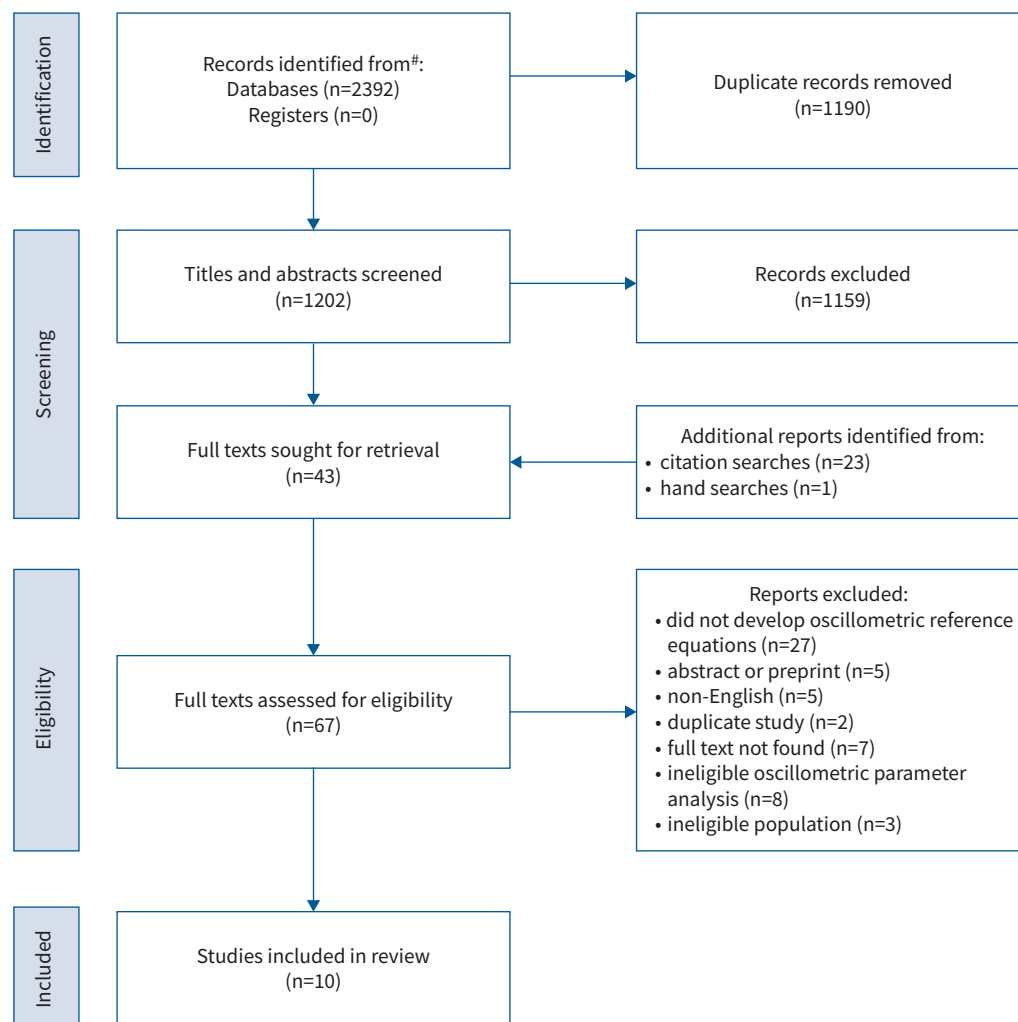 Identification
Records identified from#:
Databases (n=2392)
Registers (n=0)
Duplicate records removed
(n=1190)
Screening
Titles and abstracts screened
(n=1202)
Records excluded
(n=1159)
Full texts sought for retrieval
(n=43)
Additional reports identified from:
• citation searches (n=23)
• hand searches (n=1)
Eligibility
Full texts assessed for eligibility
(n=67)
Reports excluded:
• did not develop oscillometric reference
equations (n=27)
• abstract or preprint (n=5)
• non-English (n=5)
• duplicate study (n=2)
• full text not found (n=7)
• ineligible oscillometric parameter
analysis (n=8)
• ineligible population (n=3)
Included
Studies included in review
(n=10)